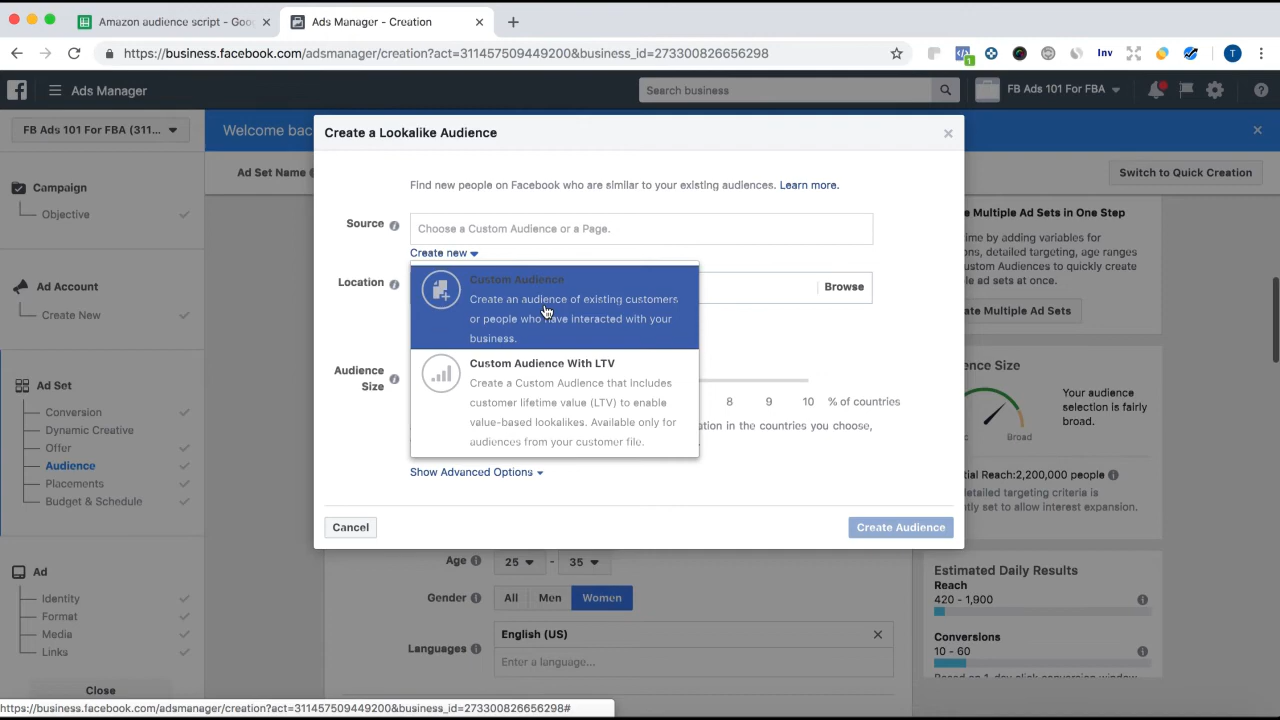 Amazon audience script - Goo
Ads Manager - Creation
https://business.facebook.com/adsmanager/creation?act=311457509449200&business_id=273300826656298
1
Inv
T
Ads Manager
Search business
FB Ads 101 For FBA
FB Ads 101 For FBA (311...
Welcome bac
Campaign
Objective
Ad Account
Create New
Ad Set
Conversion
Dynamic Creative
Offer
Audience
Placements
Budget & Schedule
Ad
Identity
Format
Media
Links
Close
Ad Set Name
Switch to Quick Creation
Create a Lookalike Audience
Find new people on Facebook who are similar to your existing audiences. Learn more.
Source
Choose a Custom Audience or a Page.
Create new
Custom Audience
Create an audience of existing customers
or people who have interacted with your
business.
Custom Audience With LTV
Create a Custom Audience that includes
customer lifetime value (LTV) to enable
value-based lookalikes. Available only for
audiences from your customer file.
Location
Browse
Audience
Size
8 9 10 % of countries
ation in the countries you choose,
Show Advanced Options
Cancel
Create Audience
Age
25 - 35
Gender
All Men Women
Languages
English (US)
Enter a language...
e Multiple Ad Sets in One Step
ime by adding variables for
ions, detailed targeting, age ranges
ustom Audiences to quickly create
le ad sets at once.
ate Multiple Ad Sets
ence Size
Broad
Your audience
selection is fairly
broad.
tial Reach:2,200,000 people
detailed targeting criteria is
ntly set to allow interest expansion.
Estimated Daily Results
Reach
420 - 1,900
Conversions
10 - 60
Based on 1-day click conversion window
https://business.facebook.com/adsmanager/creation?act=311457509449200&business_id=273300826656298#